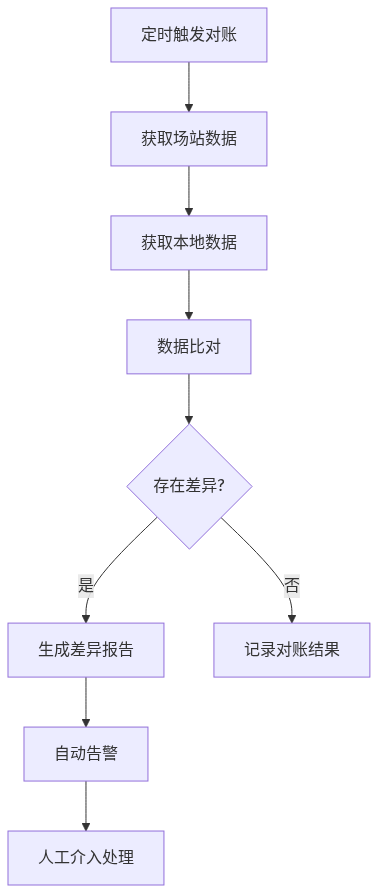 定时触发对账
获取场站数据
获取本地数据
数据比对
存在差异?
是
否
生成差异报告
记录对账结果
自动告警
人工介入处理